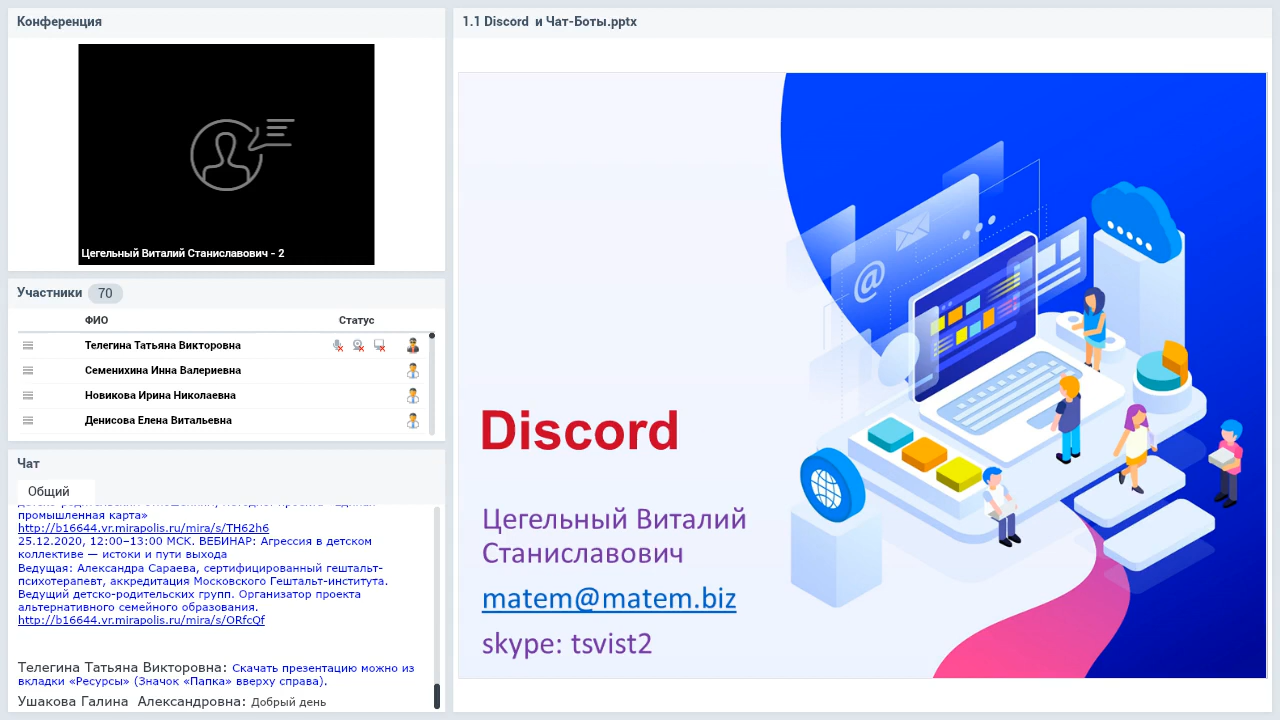 Конференция
Цегельный Виталий Станиславович - 2
Участники 70
ФИО Статус
Телегина Татьяна Викторовна
Семенихина Инна Валериевна
Новикова Ирина Николаевна
Денисова Елена Витальевна
Чат
Общий
промышленная карта»
http://b16644.vr.mirapolis.ru/mira/s/TH62h6
25.12.2020, 12:00–13:00 МСК. ВЕБИНАР: Агрессия в детском
коллективе — истоки и пути выхода
Ведущая: Александра Сараева, сертифицированный гештальт-
психотерапевт, аккредитация Московского Гештальт-института.
Ведущий детско-родительских групп. Организатор проекта
альтернативного семейного образования.
http://b16644.vr.mirapolis.ru/mira/s/ORfcQf
Телегина Татьяна Викторовна: Скачать презентацию можно из
вкладки «Ресурсы» (Значок «Папка» вверху справа).
Ушакова Галина Александровна: Добрый день
1.1 Discord и Чат-Боты.pptx
@
Discord
Цегельный Виталий
Станиславович
matem@matem.biz
skype: tsvist2